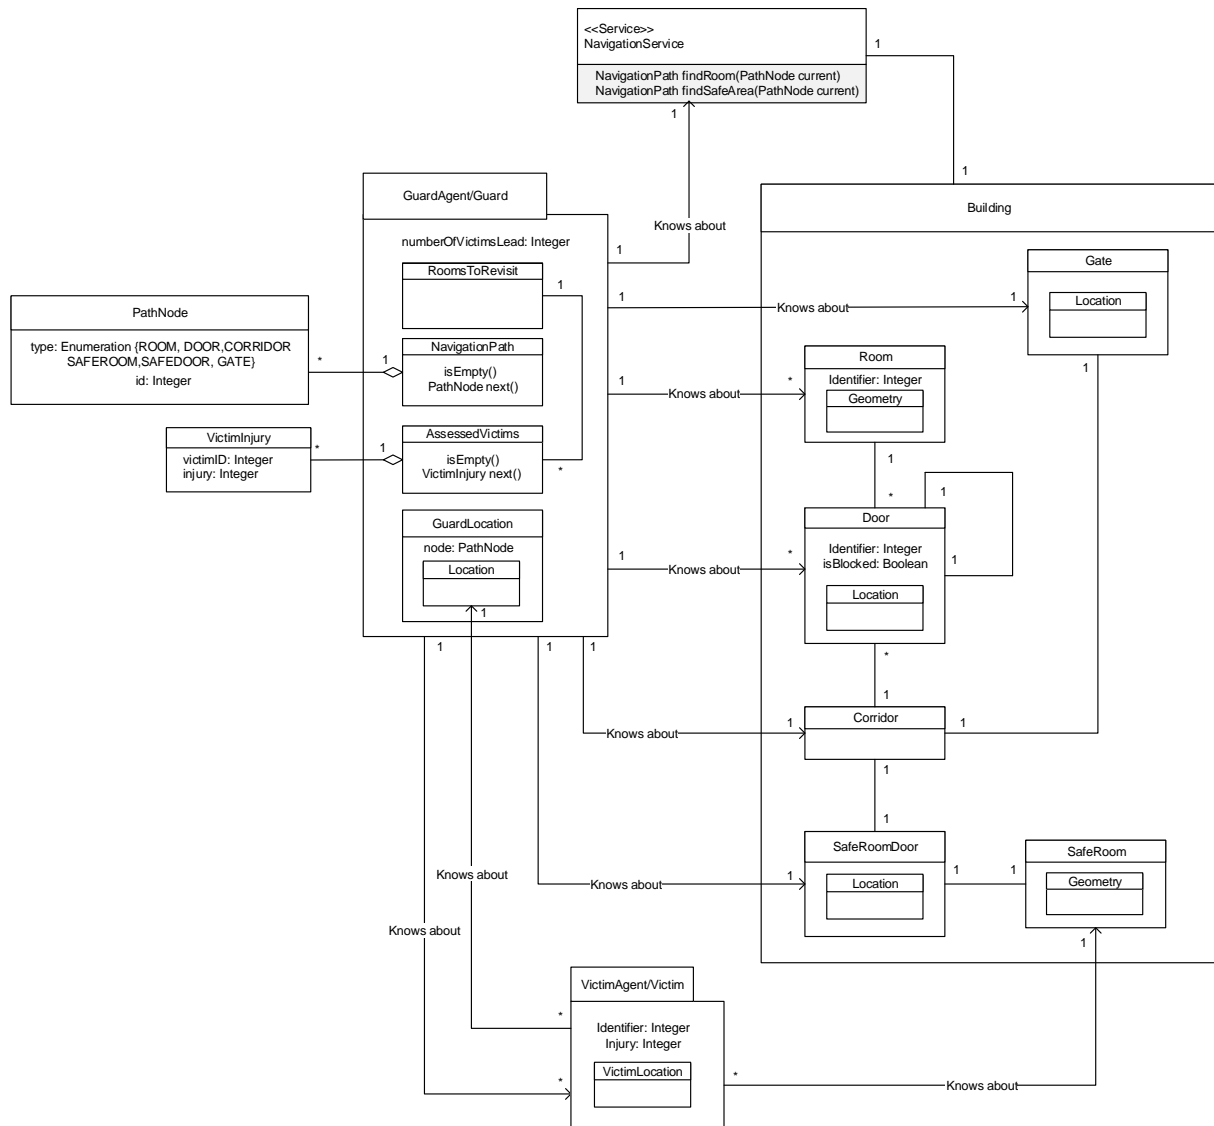 <<Service>>
NavigationService
NavigationPath findRoom(PathNode current)
NavigationPath findSafeArea(PathNode current)
1
1
1
Knows about
1
GuardAgent/Guard
numberOfVictimsLead: Integer
RoomsToRevisit
1
NavigationPath
isEmpty()
PathNode next()
AssessedVictims
isEmpty()
VictimInjury next()
*
GuardLocation
node: PathNode
Location
1
PathNode
type: Enumeration {ROOM, DOOR,CORRIDOR
SAFEROOM,SAFEDOOR, GATE}
id: Integer
*
1
VictimInjury
victimID: Integer
injury: Integer
*
1
Building
1
Knows about
1
Gate
Location
1
1
Knows about
*
Room
Identifier: Integer
Geometry
1
*
1
Knows about
*
Door
Identifier: Integer
isBlocked: Boolean
Location
1
1
*
1
1
1
1
Knows about
1
Corridor
1
1
1
Knows about
1
SafeRoomDoor
Location
1
1
SafeRoom
Geometry
1
Knows about
Knows about
*
*
VictimAgent/Victim
Identifier: Integer
Injury: Integer
VictimLocation
*
Knows about